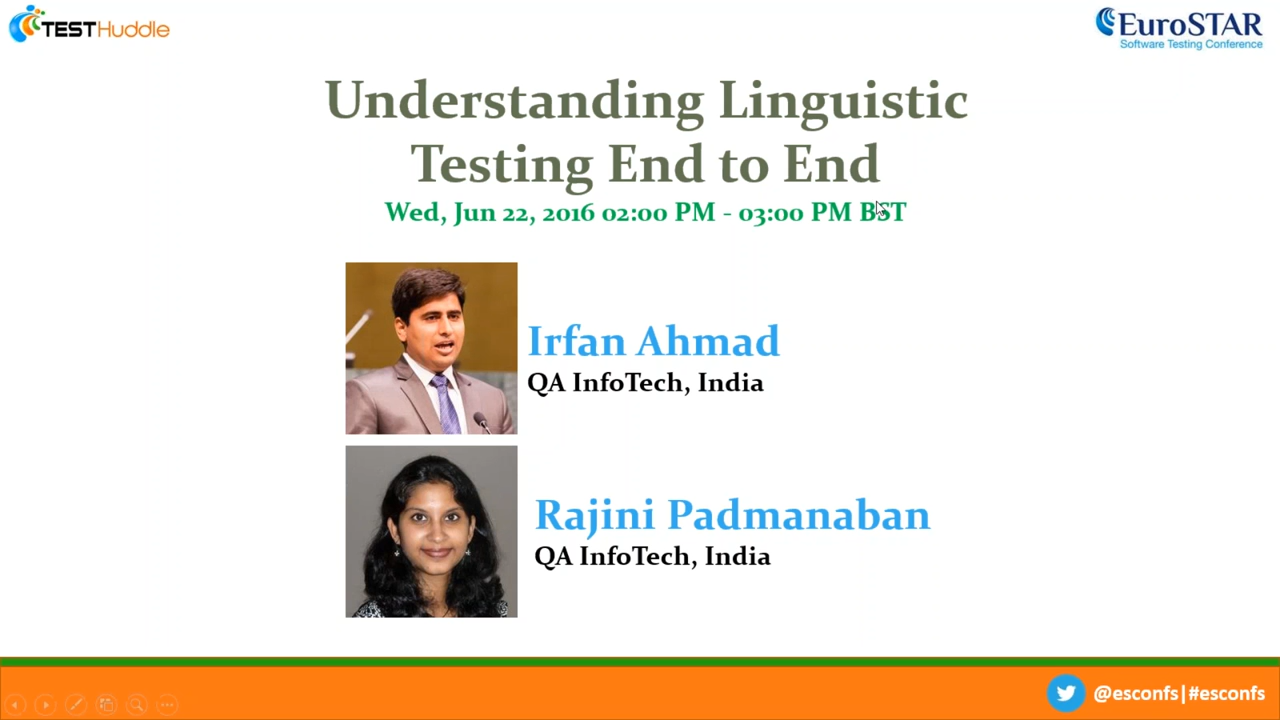 TESTHuddle
EuroSTAR
Software Testing Conference
Understanding Linguistic
Testing End to End
Wed, Jun 22, 2016 02:00 PM - 03:00 PM BST
Irfan Ahmad
QA InfoTech, India
Rajini Padmanaban
QA InfoTech, India
@esconfs|#esconfs